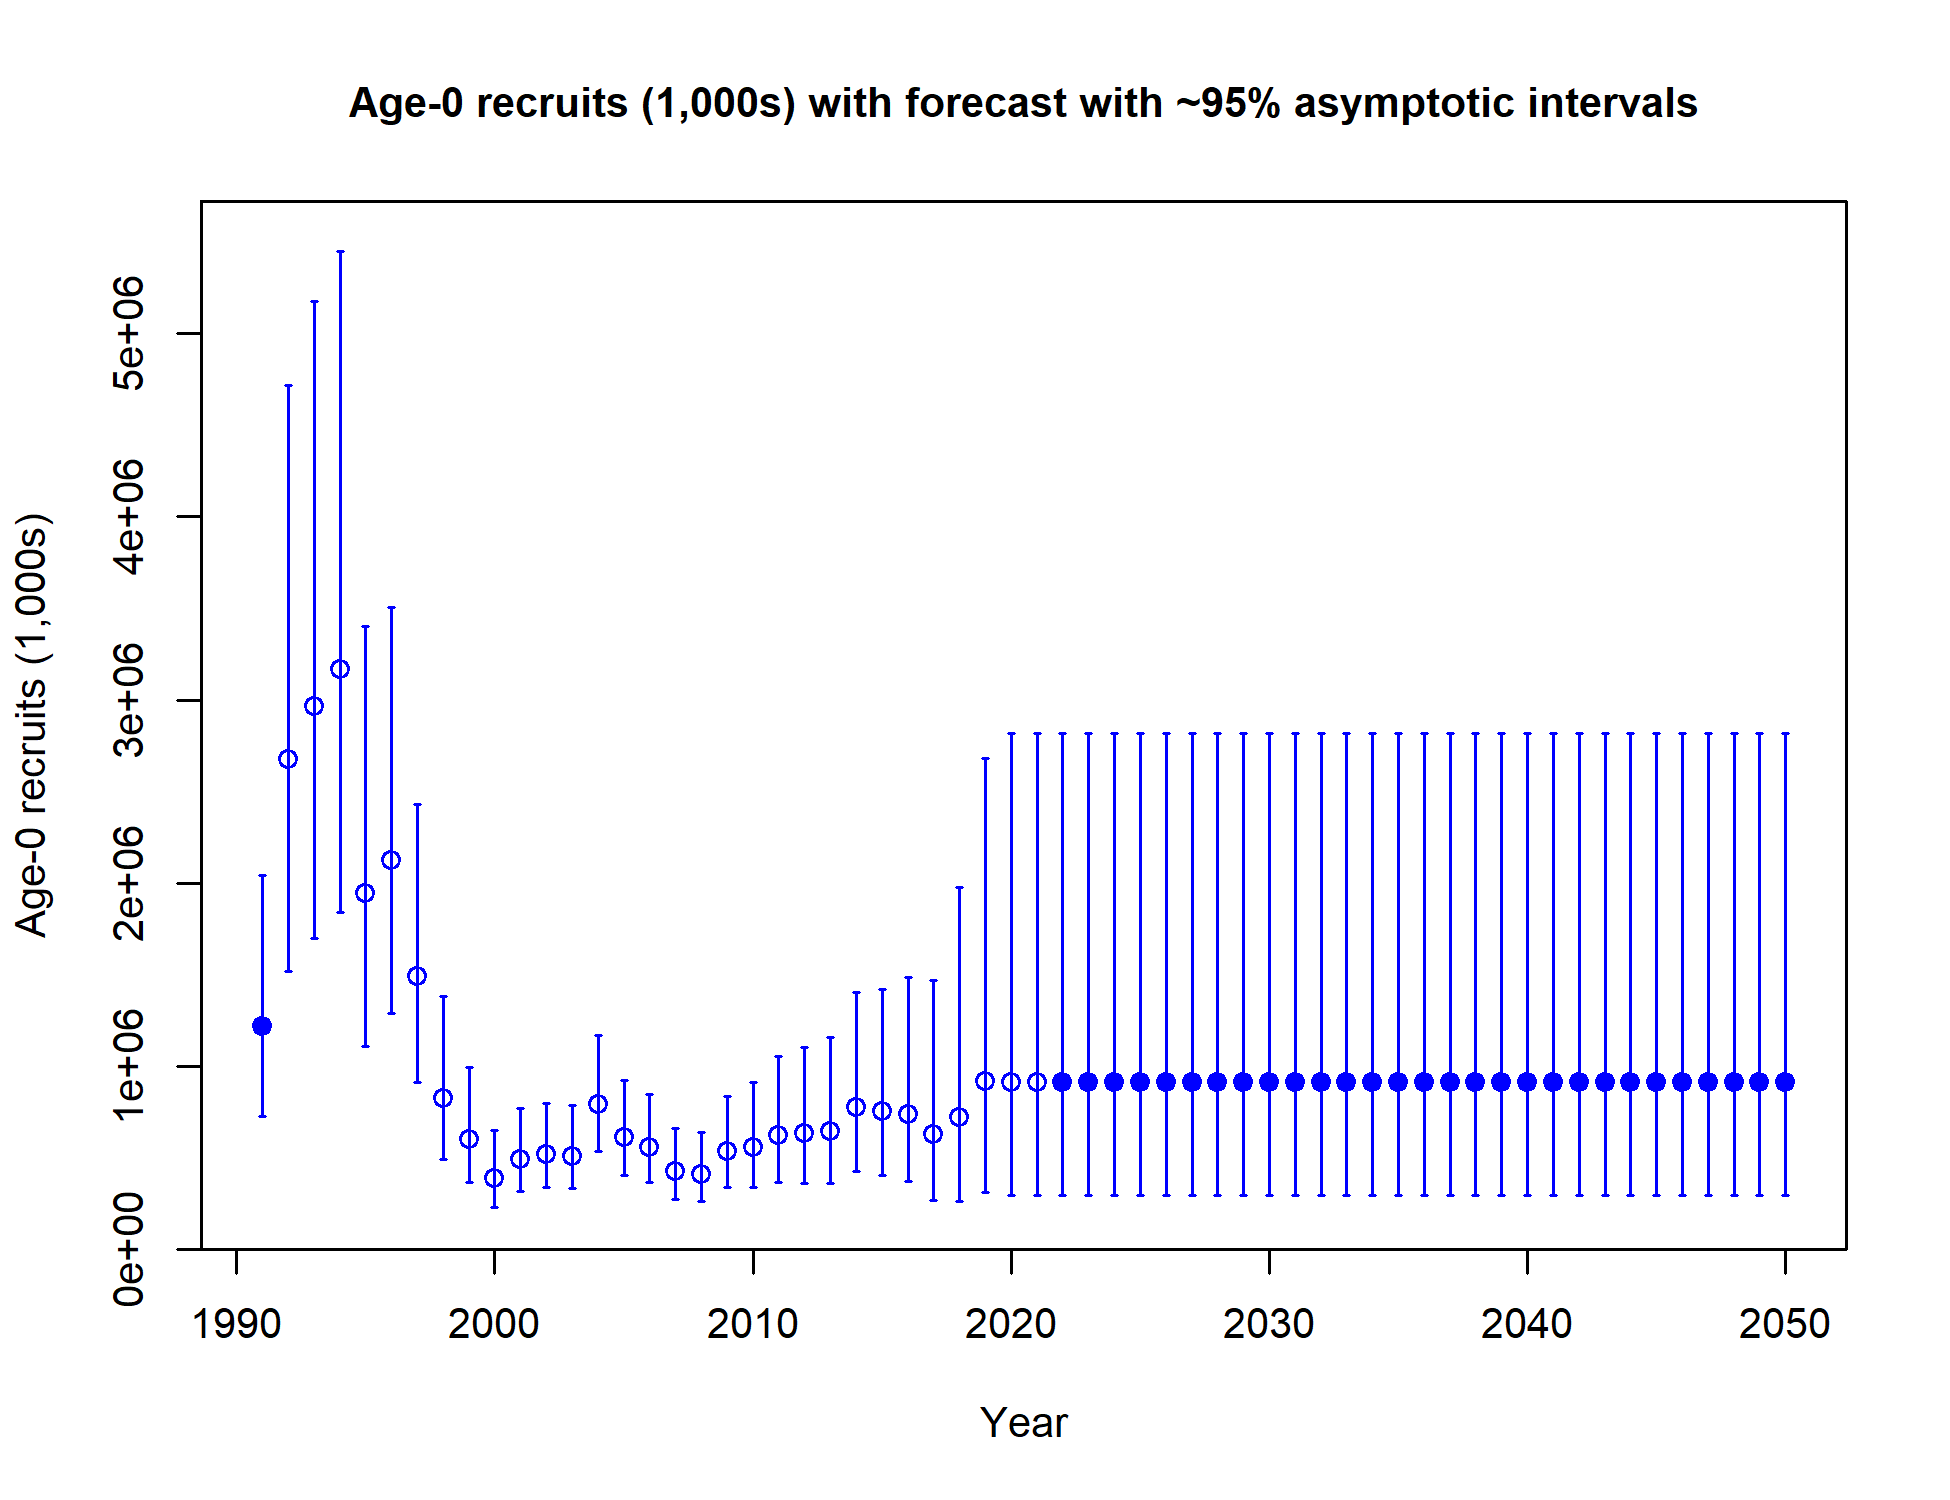 Age-0 recruits (1,000s) with forecast with ~95% asymptotic intervals
Age-0 recruits (1,000s)
5e+06
4e+06
3e+06
2e+06
1e+06
0e+00
1990 2000 2010 2020 2030 2040 2050
Year